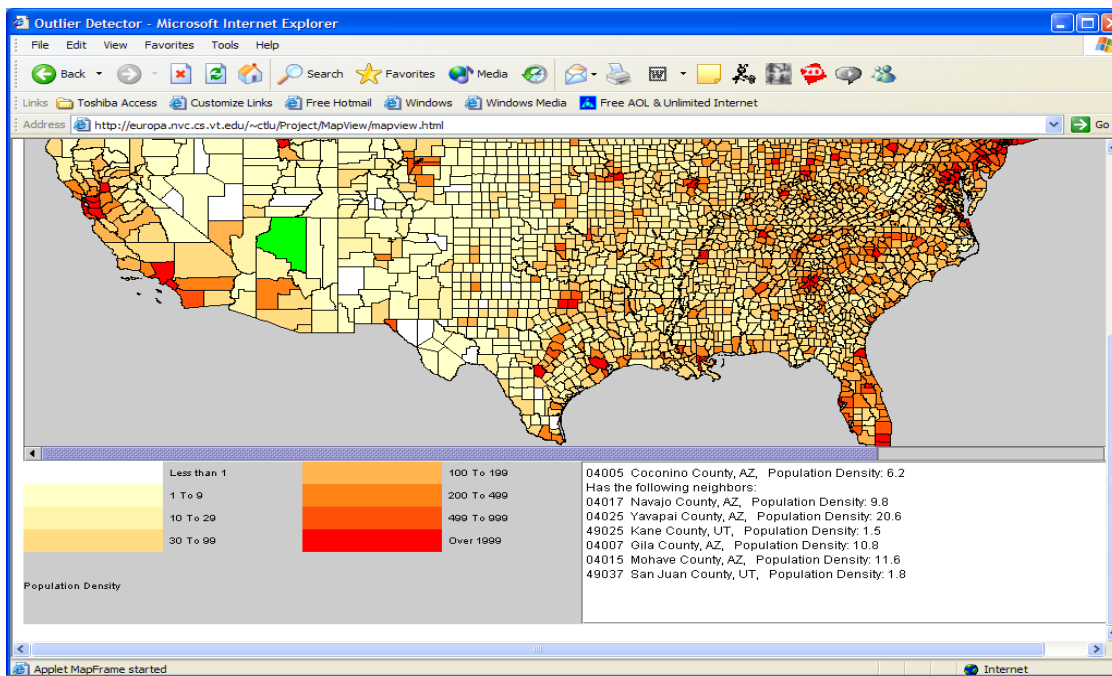 Outlier Detector - Microsoft Internet Explorer
File Edit View Favorites Tools Help
Back Search Favorites Media
Links Toshiba Access Customize Links Free Hotmail Windows Windows Media Free AOL & Unlimited Internet
Address http://europa.nvc.cs.vt.edu/~ctlu/Project/MapView/mapview.html Go
Less than 1 100 To 199
1 To 9 200 To 499
10 To 29 499 To 999
30 To 99 Over 1999
Population Density
04005 Coconino County, AZ, Population Density: 6.2
Has the following neighbors:
04017 Navajo County, AZ, Population Density: 9.8
04025 Yavapai County, AZ, Population Density: 20.6
49025 Kane County, UT, Population Density: 1.5
04007 Gila County, AZ, Population Density: 10.8
04015 Mohave County, AZ, Population Density: 11.6
49037 San Juan County, UT, Population Density: 1.8
Applet MapFrame started Internet